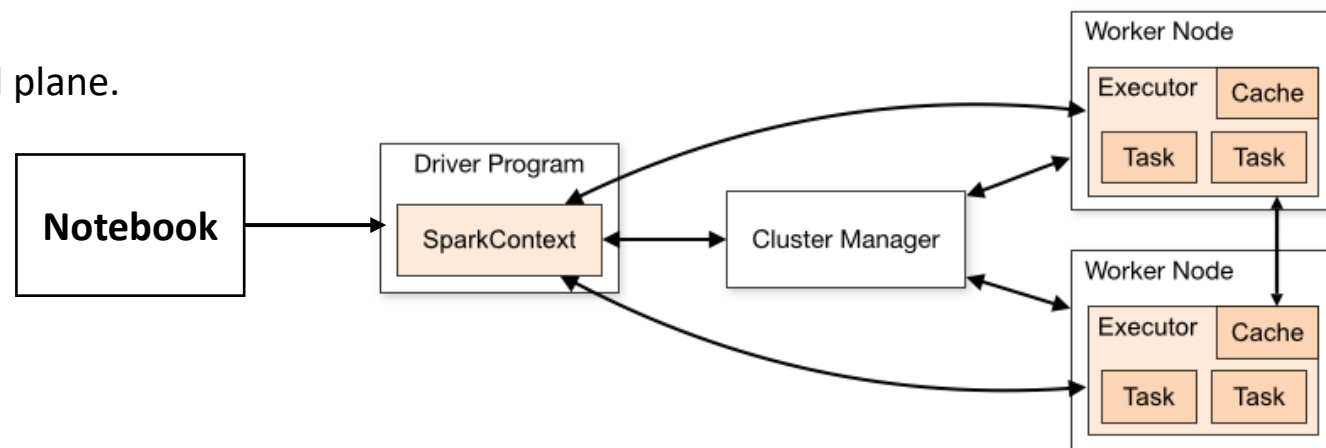 plane.
Notebook
Driver Program
SparkContext
Cluster Manager
Worker Node
Executor
Cache
Task Task
Worker Node
Executor
Cache
Task Task